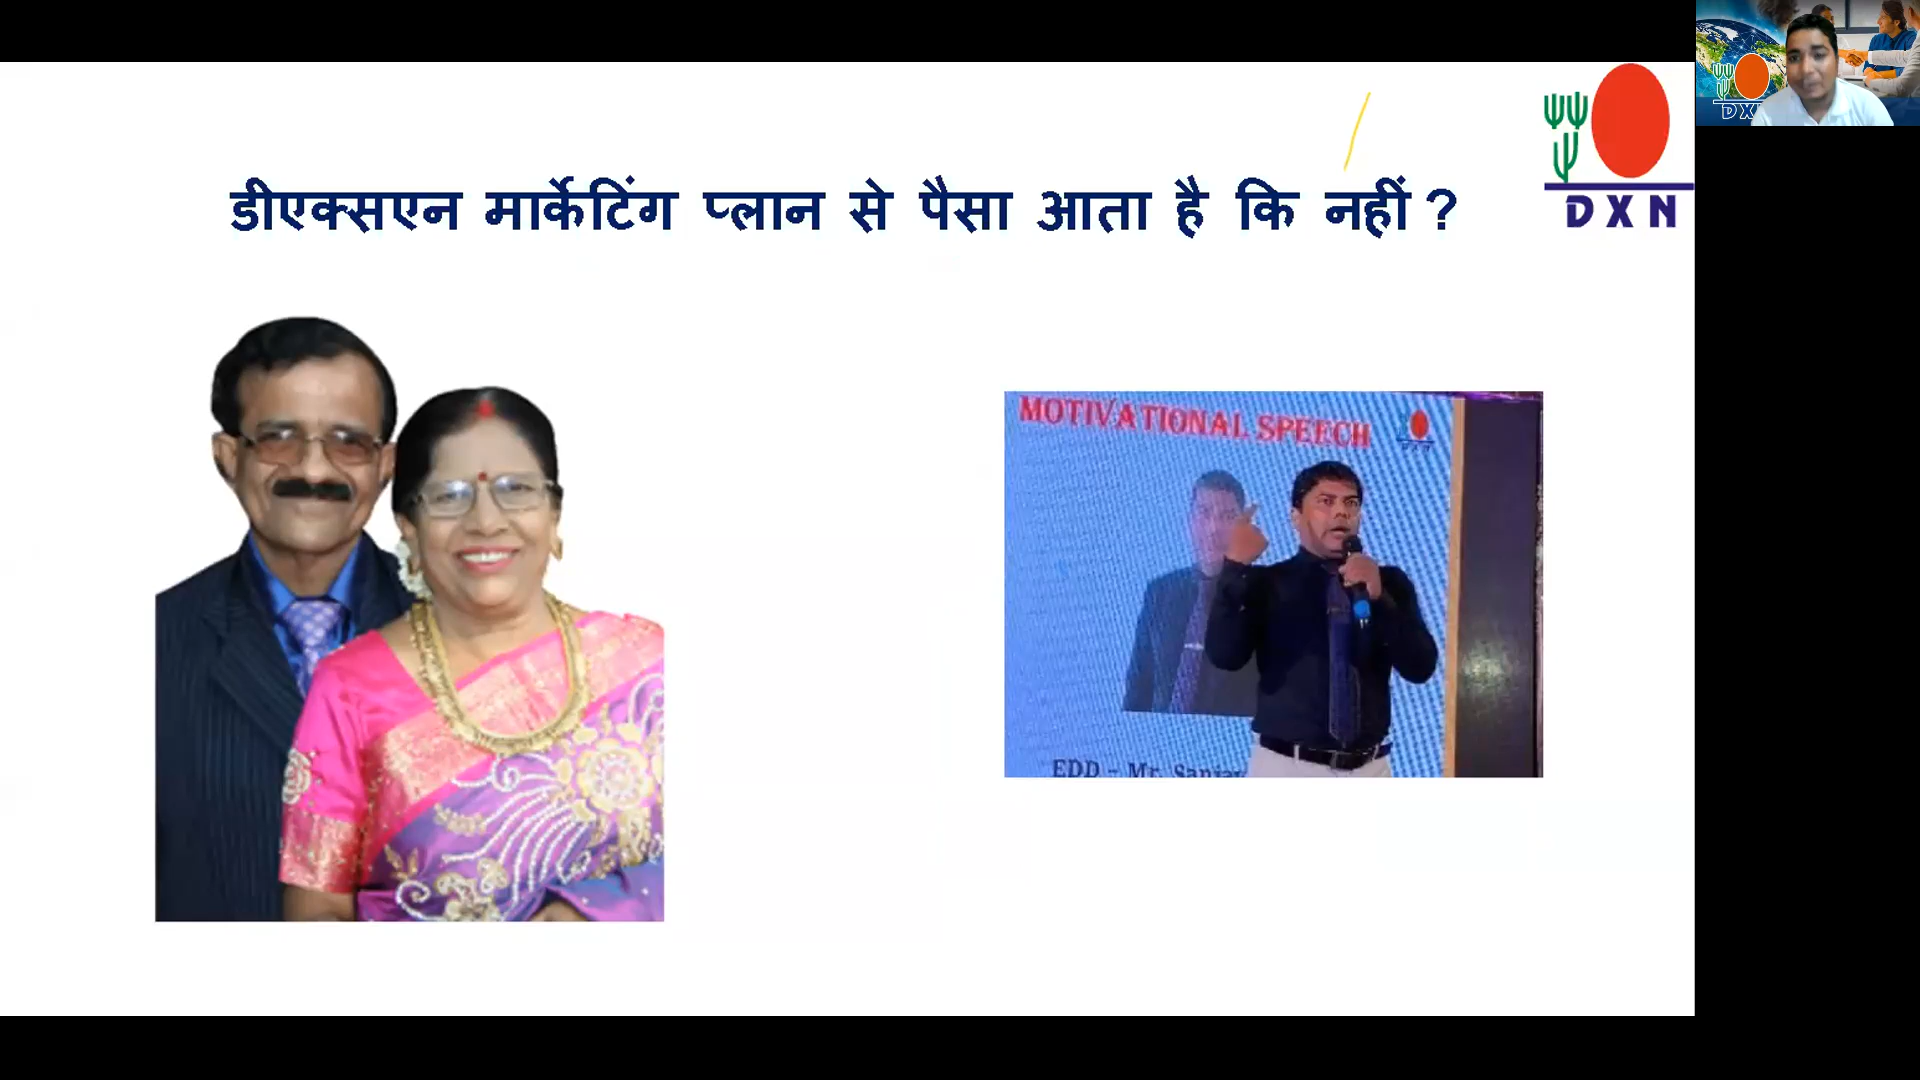 डीएक्सएन मार्केटिंग प्लान से पैसा आता है कि नहीं ?
DXN
MOTIVATIONAL SPEECH
EDD - Mr.